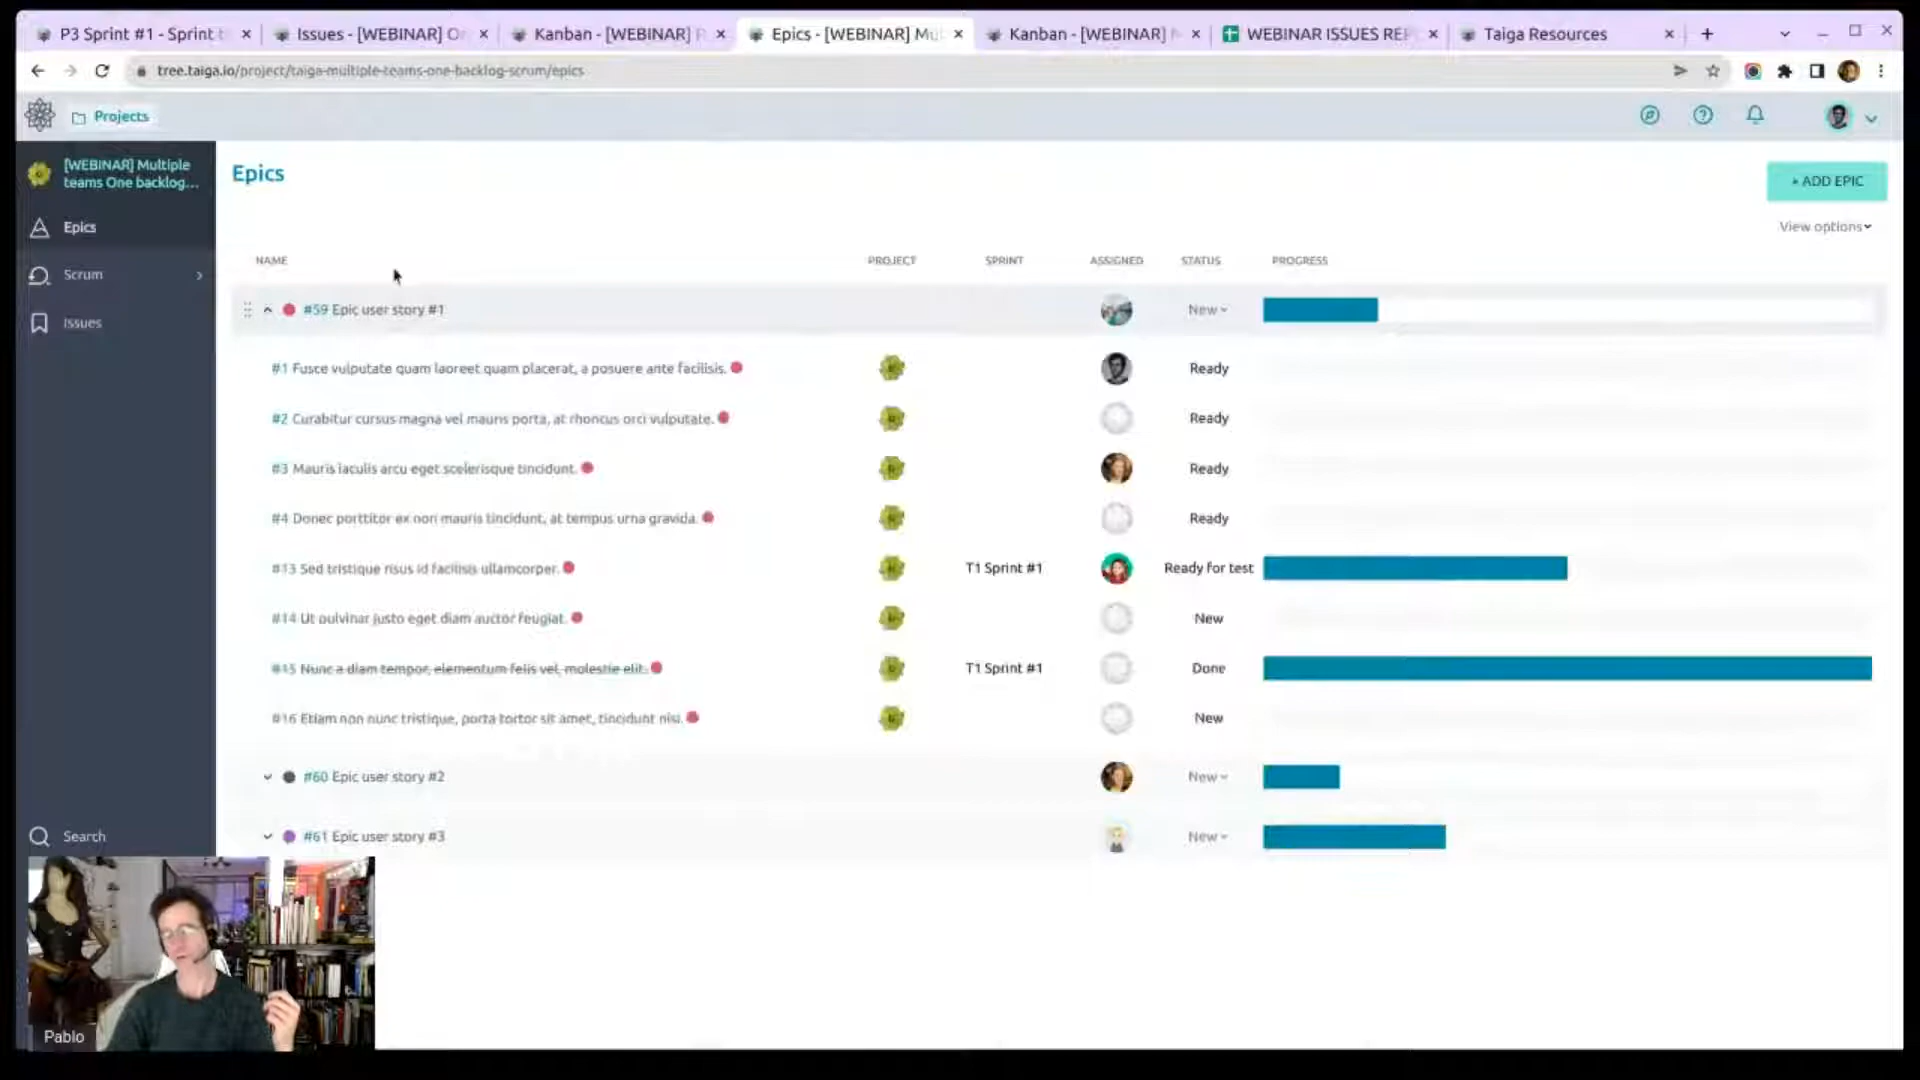 P3 Sprint #1 - Sprint t
Issues - [WEBINAR] O
Kanban - [WEBINAR]
Epics - [WEBINAR] Mu
Kanban - [WEBINAR]
WEBINAR ISSUES REP
Taiga Resources
tree.taiga.io/project/taiga-multiple-teams-one-backlog-scrum/epics
Projects
[WEBINAR] Multiple
teams One backlog...
Epics
Scrum
Issues
Search
Epics
+ ADD EPIC
View options
NAME PROJECT SPRINT ASSIGNED STATUS PROGRESS
#59 Epic user story #1 New
#1 Fusce vulputate quam laoreet quam placerat, a posuere ante facilisis. Ready
#2 Curabitur cursus magna vel mauris porta, at rhoncus orci vulputate. Ready
#3 Mauris iaculis arcu eget scelerisque tincidunt. Ready
#4 Donec porttitor ex non mauris tincidunt, at tempus urna gravida. Ready
#13 Sed tristique risus id facilisis ullamcorper. T1 Sprint #1 Ready for test
#14 Ut pulvinar justo eget diam auctor feugiat. New
#15 Nunc a diam tempor, elementum felis vel, molestie elit. T1 Sprint #1 Done
#16 Etiam non nunc tristique, porta tortor sit amet, tincidunt nisi. New
#60 Epic user story #2 New
#61 Epic user story #3 New
Pablo